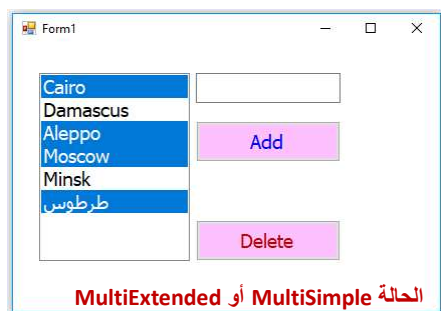 Form1
Cairo
Damascus
Aleppo
Moscow
Minsk
طرطوس
Add
Delete
الحالة MultiSimple أو MultiExtended